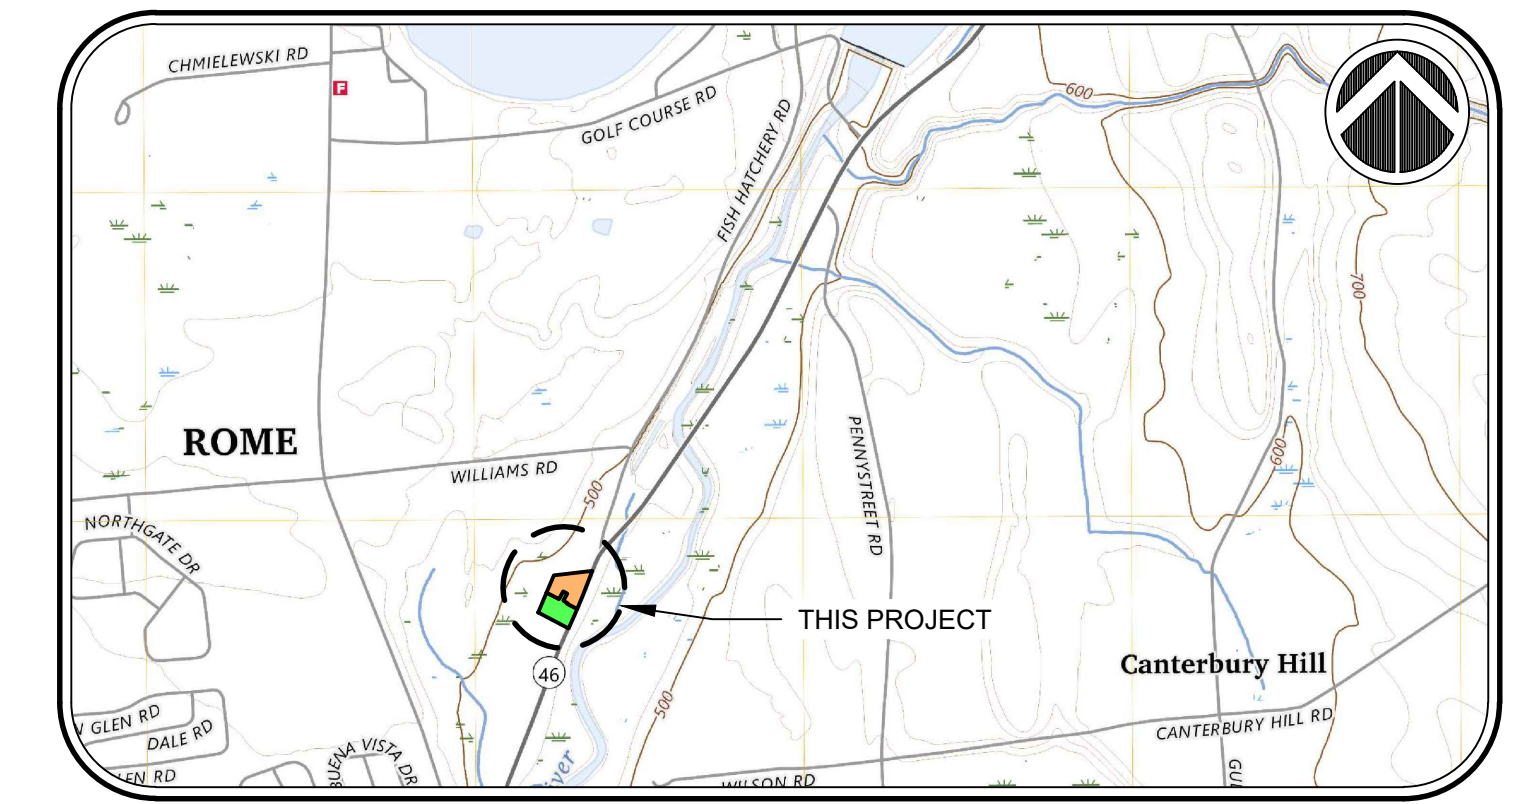 CHMIELEWSKI RD
F
GOLF COURSE RD
FISH HATCHERY RD
600
700
ROME
WILLIAMS RD
500
PENNYSTREET RD
600
NORTHGATE DR
THIS PROJECT
46
Canterbury Hill
500
GLEN RD
DALE RD
BUENA VISTA DR
CANTERBURY HILL RD
RD
WILSON RD